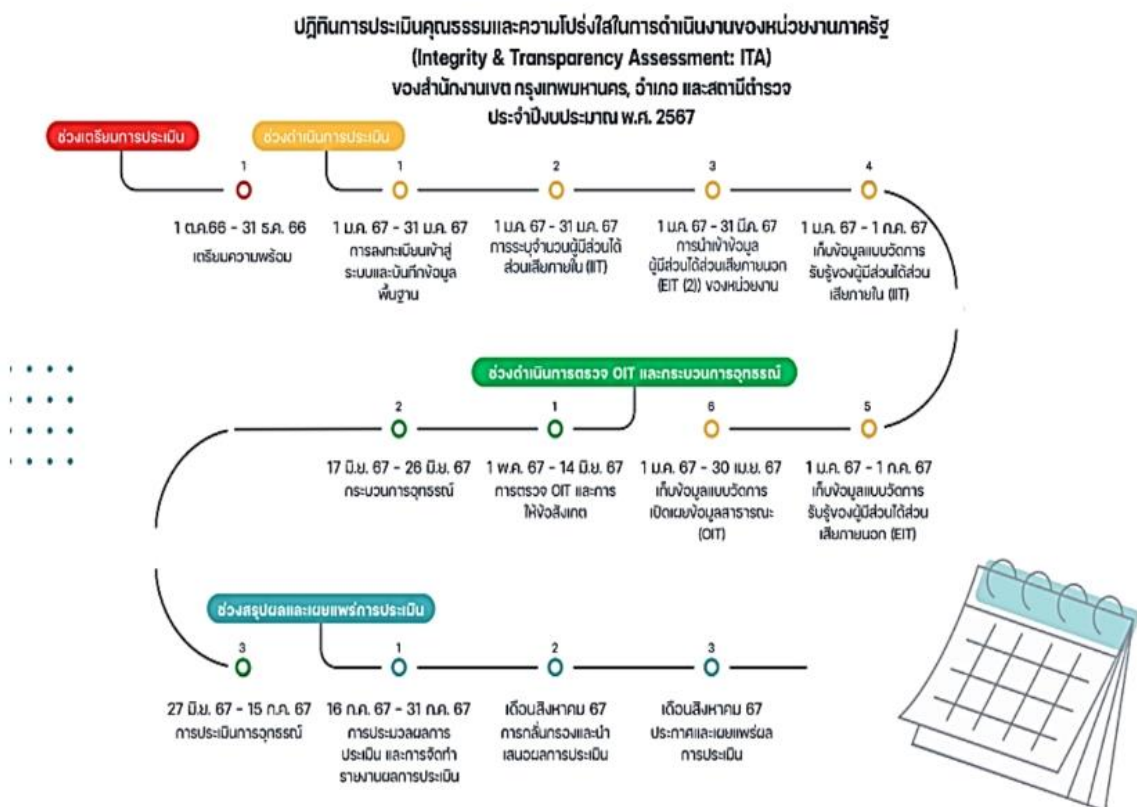 ปฏิทินการประเมินคุณธรรมและความโปร่งใสในการดำเนินงานของหน่วยงานภาครัฐ
(Integrity & Transparency Assessment: ITA)
ของสำนักงานเขต กรุงเทพมหานคร, อำเภอ และสถานีตำรวจ
ประจำปีงบประมาณ พ.ศ. 2567
ช่วงเตรียมการประเมิน
1
1 ต.ค.66 - 31 ธ.ค. 66
เตรียมความพร้อม
ช่วงดำเนินการประเมิน
1
1 ม.ค. 67 - 31 ม.ค. 67
การลงทะเบียนเข้าสู่
ระบบและบันทึกข้อมูล
พื้นฐาน
2
1 ม.ค. 67 - 31 ม.ค. 67
การระบุจำนวนผู้มีส่วนได้
ส่วนเสียภายใน (IIT)
3
1 ม.ค. 67 - 31 มี.ค. 67
การนำเข้าข้อมูล
ผู้มีส่วนได้ส่วนเสียภายนอก
(EIT (2)) ของหน่วยงาน
4
1 ม.ค. 67 - 1 ก.ค. 67
เก็บข้อมูลแบบวัดการ
รับรู้ของผู้มีส่วนได้ส่วน
เสียภายใน (IIT)
5
1 ม.ค. 67 - 1 ก.ค. 67
เก็บข้อมูลแบบวัดการ
รับรู้ของผู้มีส่วนได้ส่วน
เสียภายนอก (EIT)
6
1 ม.ค. 67 - 30 เม.ย. 67
เก็บข้อมูลแบบวัดการ
เปิดเผยข้อมูลสาธารณะ
(OIT)
ช่วงดำเนินการตรวจ OIT และกระบวนการอุทธรณ์
1
1 พ.ค. 67 - 14 มิ.ย. 67
การตรวจ OIT และการ
ให้ข้อสังเกต
2
17 มิ.ย. 67 - 26 มิ.ย. 67
กระบวนการอุทธรณ์
3
27 มิ.ย. 67 - 15 ก.ค. 67
การประเมินการอุทธรณ์
ช่วงสรุปผลและเผยแพร่การประเมิน
1
16 ก.ค. 67 - 31 ก.ค. 67
การประมวลผลการ
ประเมิน และการจัดทำ
รายงานผลการประเมิน
2
เดือนสิงหาคม 67
การกลั่นกรองและนำ
เสนอผลการประเมิน
3
เดือนสิงหาคม 67
ประกาศและเผยแพร่ผล
การประเมิน